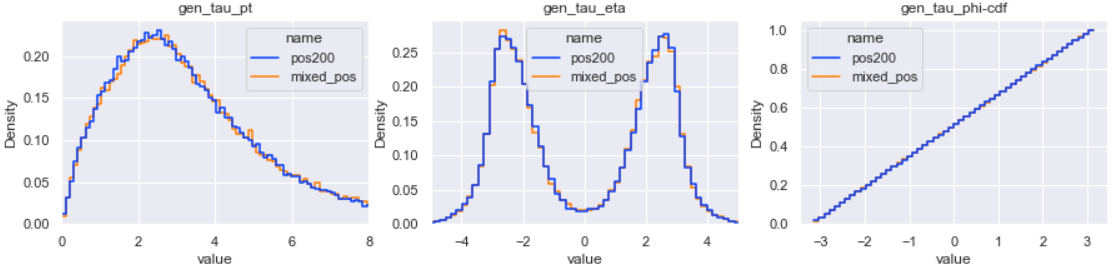 gen_tau_pt
0.20
0.15
0.10
0.05
0.00
Density
0 2 4 6 8
value
name
pos200
mixed_pos
gen_tau_eta
0.25
0.20
0.15
0.10
0.05
0.00
Density
−4 −2 0 2 4
value
name
pos200
mixed_pos
gen_tau_phi-cdf
1.0
0.8
0.6
0.4
0.2
0.0
Density
−3 −2 −1 0 1 2 3
value
name
pos200
mixed_pos